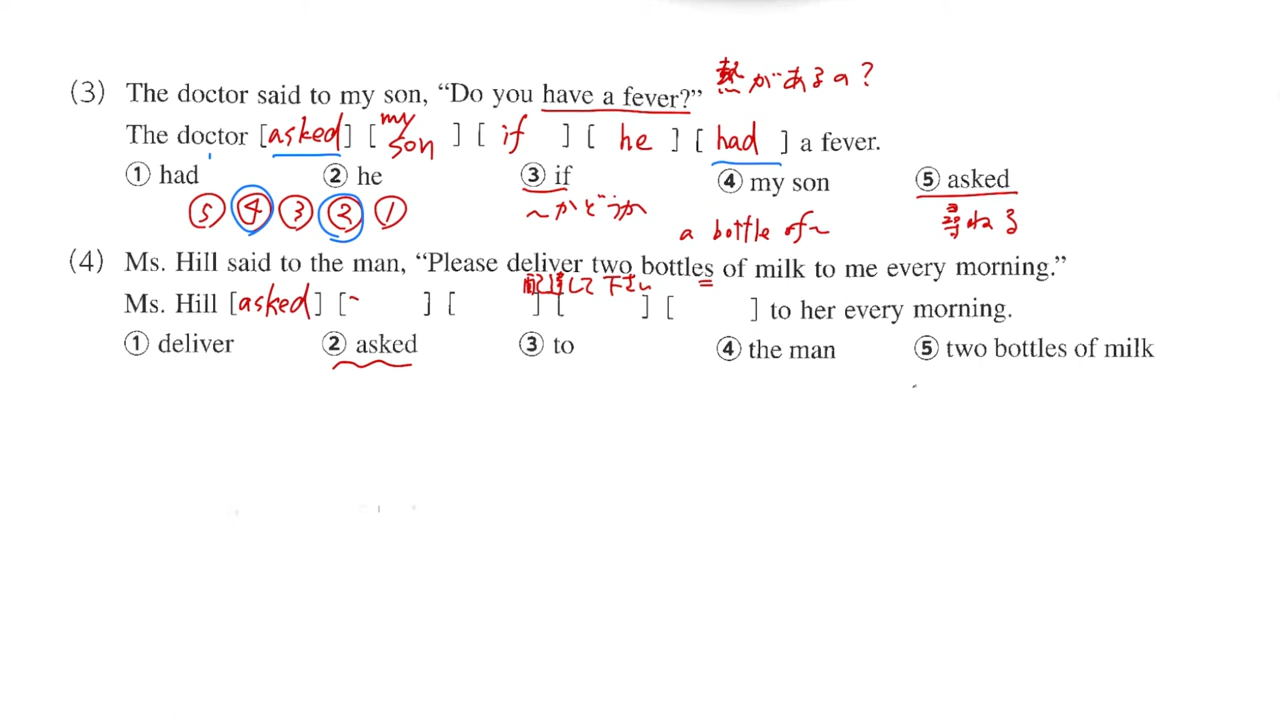 (3) The doctor said to my son, “Do you have a fever?” 熱があるの?
The doctor [asked] [my son] [if] [he] [had] a fever.
① had ② he ③ if ④ my son ⑤ asked
⑤ ④ ③ ② ① ~かどうか 尋ねる
a bottle of~
(4) Ms. Hill said to the man, “Please deliver two bottles of milk to me every morning.”
配達して下さい
Ms. Hill [asked] [ ] [ ] [ ] [ ] to her every morning.
① deliver ② asked ③ to ④ the man ⑤ two bottles of milk